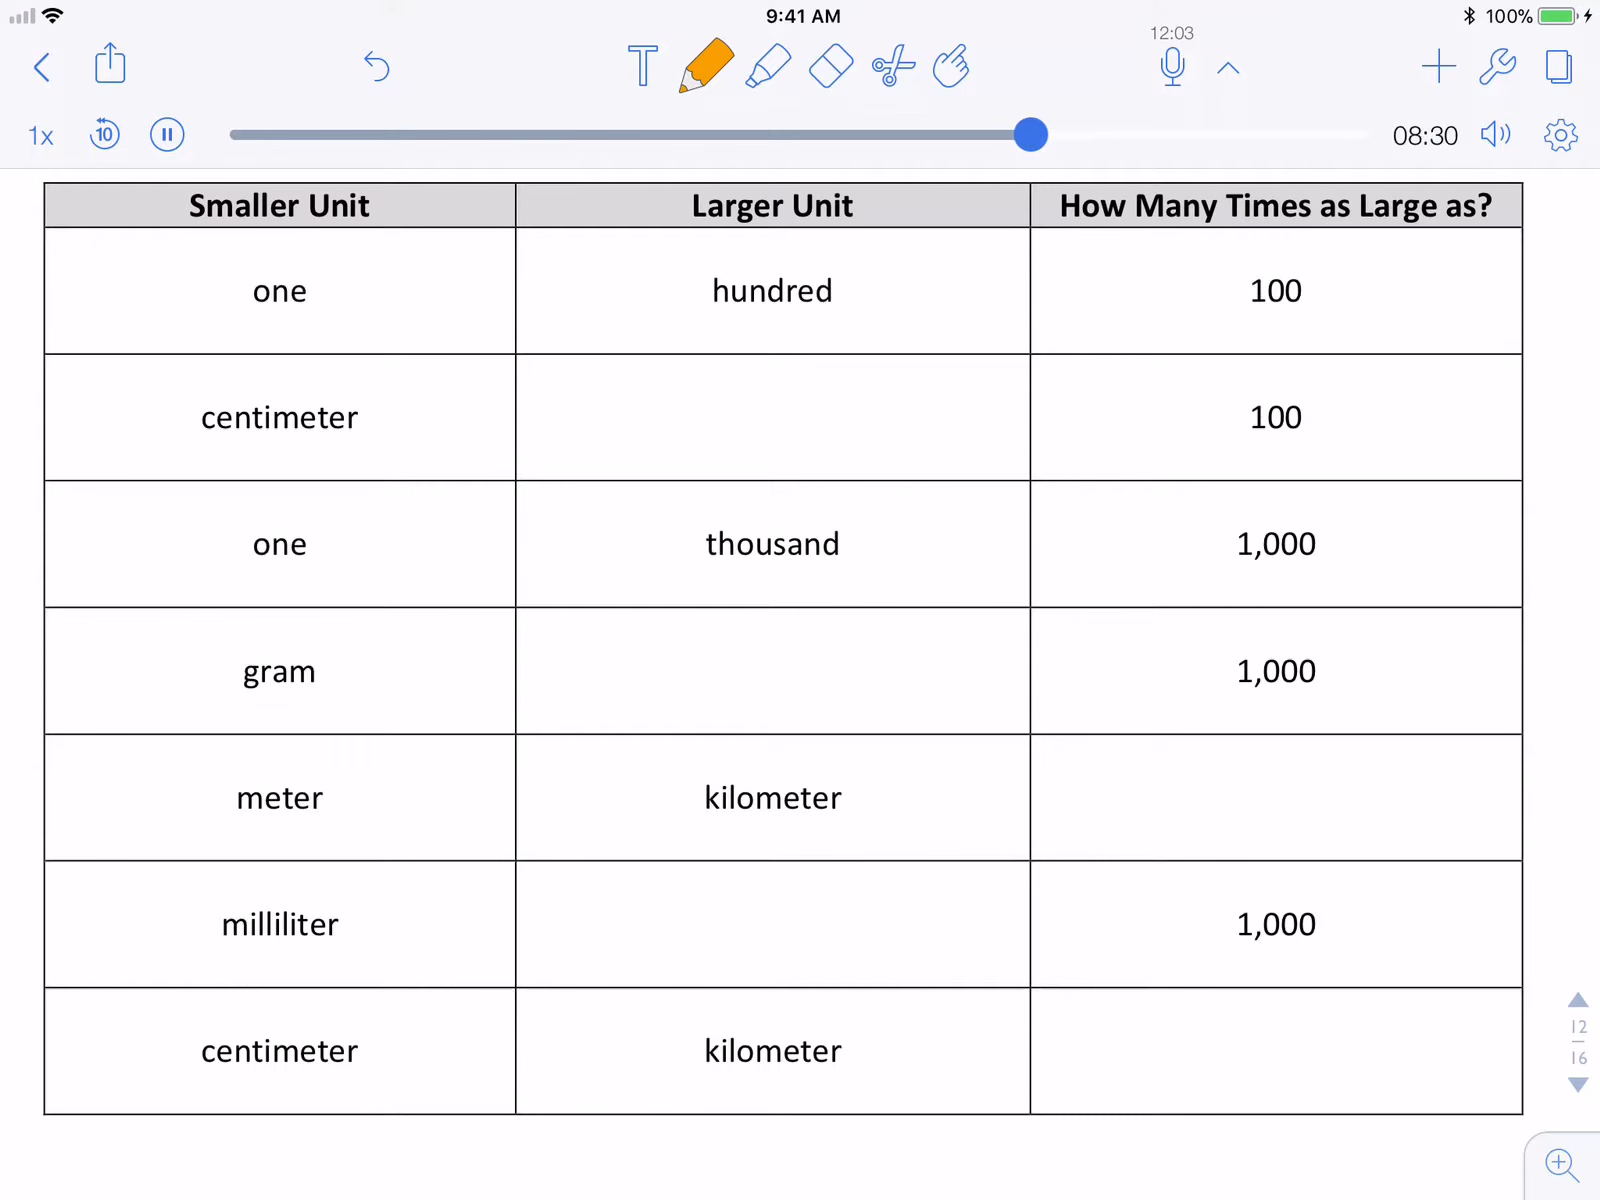 9:41 AM
100%
12:03
T
1x
10
08:30
Smaller Unit Larger Unit How Many Times as Large as?
one hundred 100
centimeter 100
one thousand 1,000
gram 1,000
meter kilometer
milliliter 1,000
centimeter kilometer
12
16